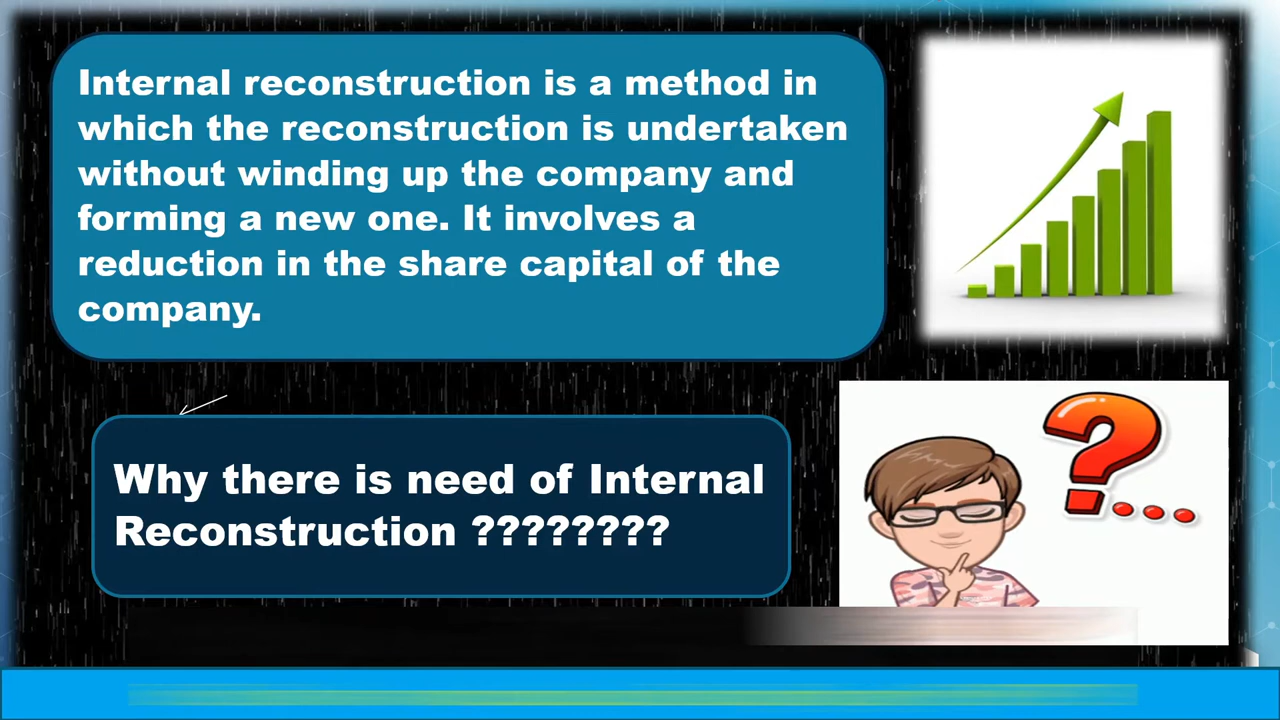 Internal reconstruction is a method in
which the reconstruction is undertaken
without winding up the company and
forming a new one. It involves a
reduction in the share capital of the
company.
Why there is need of Internal
Reconstruction ????????